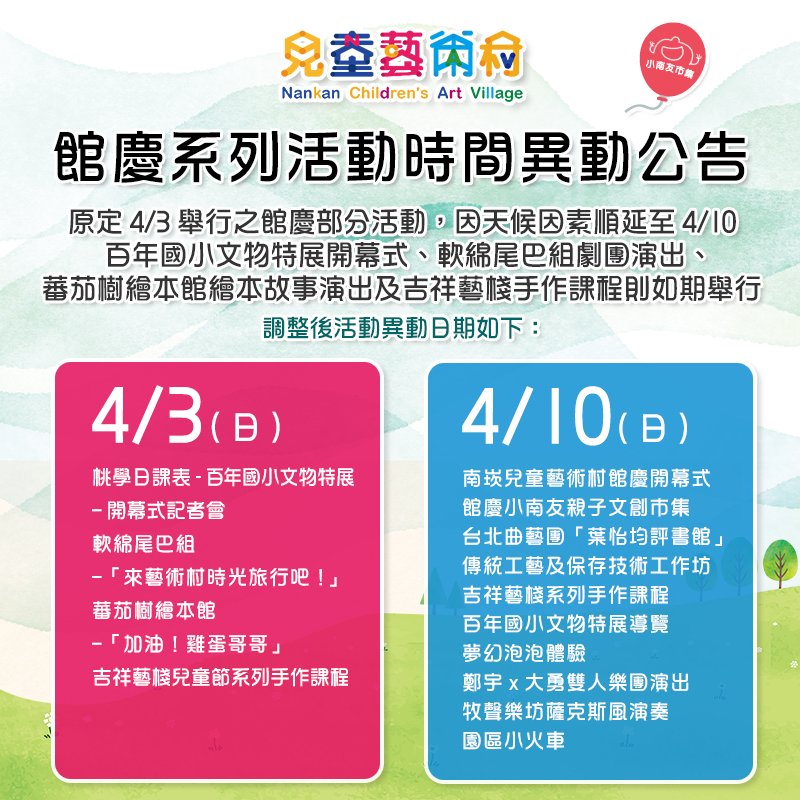 兒童藝術村
Nankan Children's Art Village
小南友市集
館慶系列活動時間異動公告
原定 4/3 舉行之館慶部分活動，因天候因素順延至 4/10
百年國小文物特展開幕式、軟綿尾巴組劇團演出、
蕃茄樹繪本館繪本故事演出及吉祥藝棧手作課程則如期舉行
調整後活動異動日期如下：
4/3(日)
桃學日課表-百年國小文物特展
-開幕式記者會
軟綿尾巴組
-「來藝術村時光旅行吧！」
蕃茄樹繪本館
-「加油！雞蛋哥哥」
吉祥藝棧兒童節系列手作課程
4/10(日)
南崁兒童藝術村館慶開幕式
館慶小南友親子文創市集
台北曲藝團「葉怡均評書館」
傳統工藝及保存技術工作坊
吉祥藝棧系列手作課程
百年國小文物特展導覽
夢幻泡泡體驗
鄭宇 x 大勇雙人樂團演出
牧聲樂坊薩克斯風演奏
園區小火車